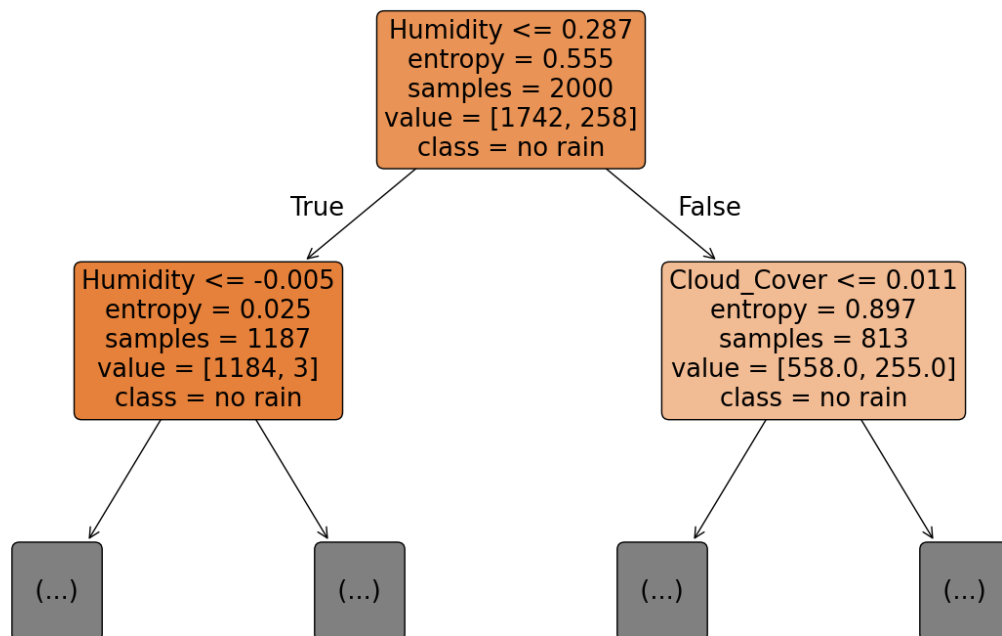 Humidity <= 0.287
entropy = 0.555
samples = 2000
value = [1742, 258]
class = no rain
True
False
Humidity <= -0.005
entropy = 0.025
samples = 1187
value = [1184, 3]
class = no rain
Cloud_Cover <= 0.011
entropy = 0.897
samples = 813
value = [558.0, 255.0]
class = no rain
(...)
(...)
(...)
(...)